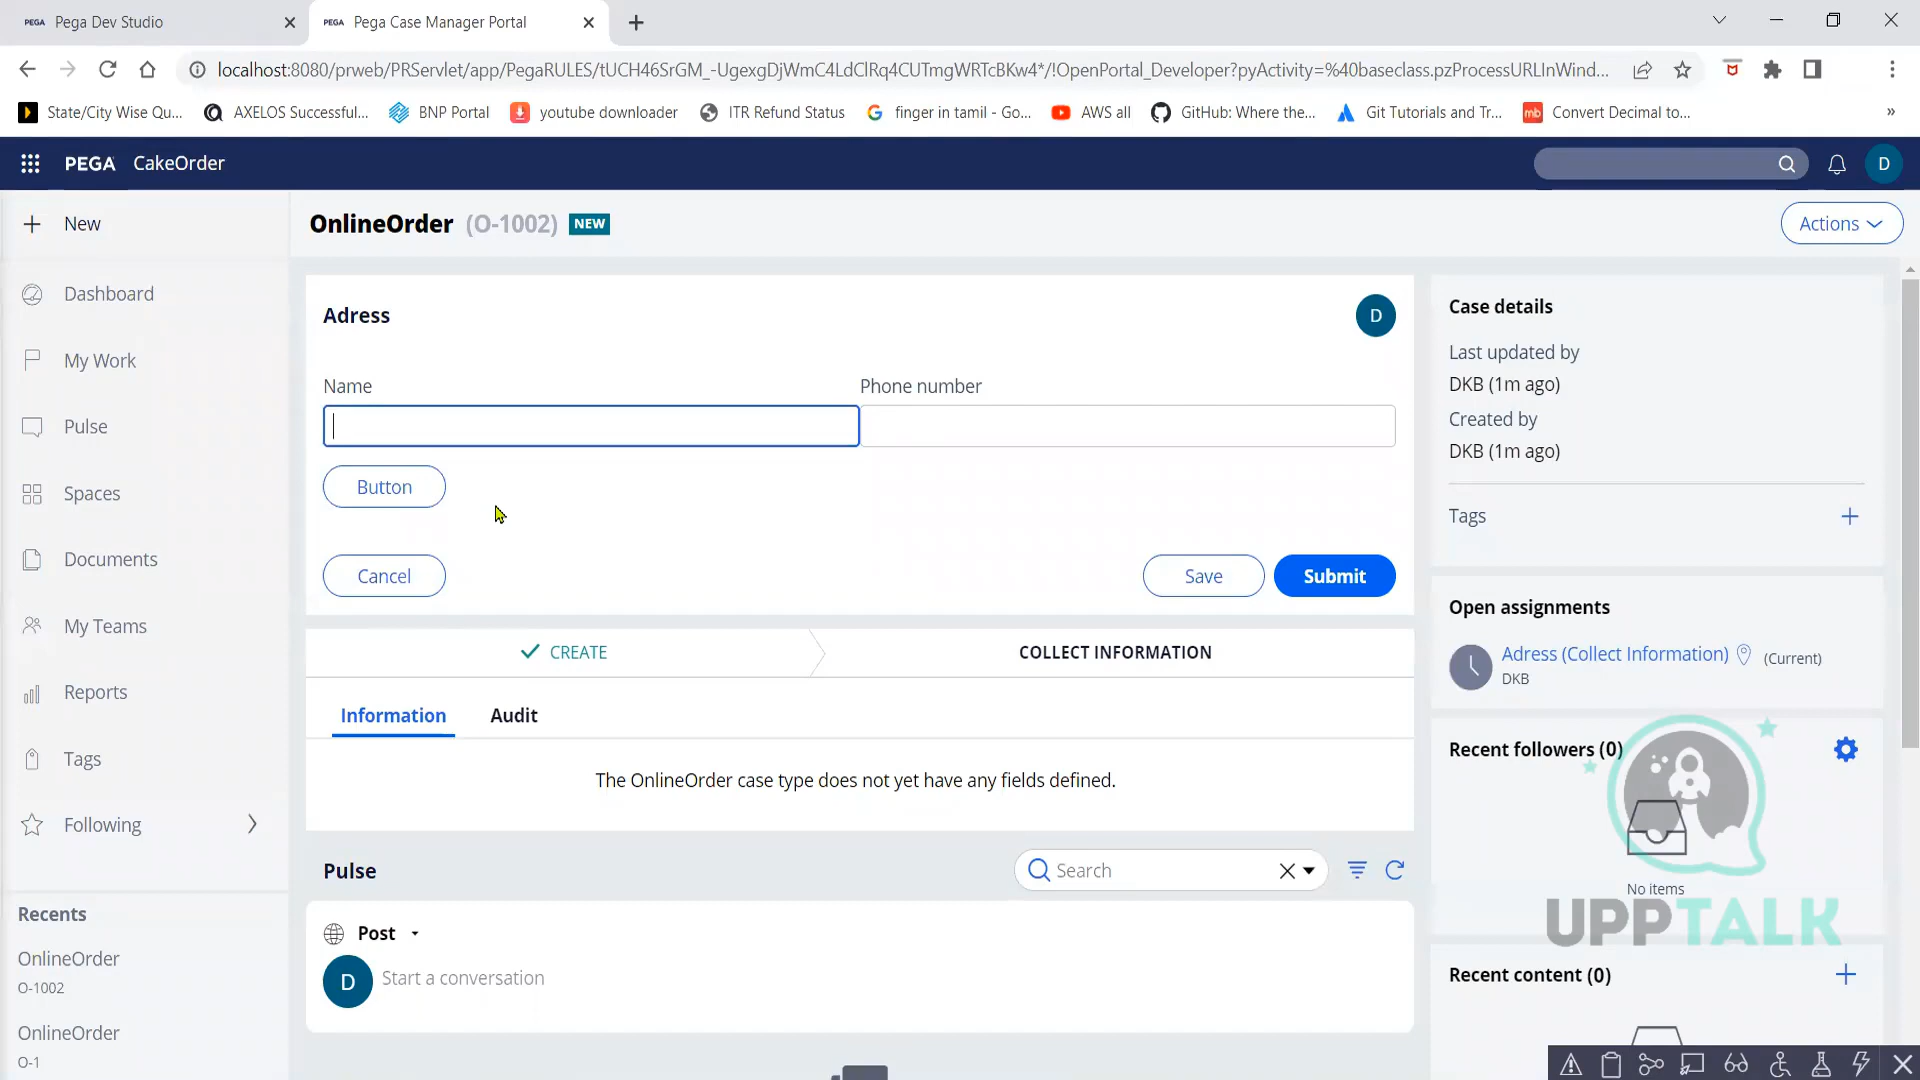 PEGA Pega Dev Studio
PEGA Pega Case Manager Portal
localhost:8080/prweb/PRServlet/app/PegaRULES/tUCH46SrGM_-UgexgDjWmC4LdClRq4CUTmgWRTcBKw4*/!OpenPortal_Developer?pyActivity=%40baseclass.pzProcessURLInWind...
State/City Wise Qu...
AXELOS Successful...
BNP Portal
youtube downloader
ITR Refund Status
finger in tamil - Go...
AWS all
GitHub: Where the...
Git Tutorials and Tr...
mb Convert Decimal to...
»
PEGA CakeOrder
D
New
Dashboard
My Work
Pulse
Spaces
Documents
My Teams
Reports
Tags
Following
Recents
OnlineOrder
O-1002
OnlineOrder
O-1
OnlineOrder (O-1002) NEW
Actions
Adress
D
Name
Phone number
Button
Cancel
Save
Submit
CREATE
COLLECT INFORMATION
Information
Audit
The OnlineOrder case type does not yet have any fields defined.
Pulse
Search
Post
D
Start a conversation
Case details
Last updated by
DKB (1m ago)
Created by
DKB (1m ago)
Tags
Open assignments
Adress (Collect Information) (Current)
DKB
Recent followers (0)
No items
UPPTALK
Recent content (0)